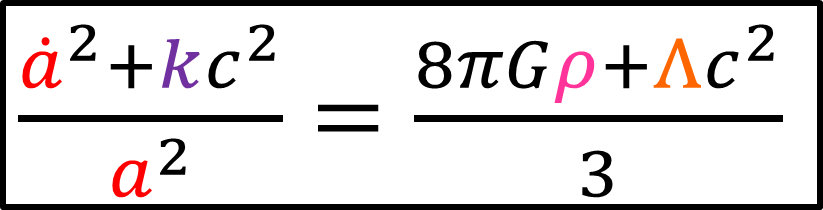 ȧ² + kc² / a² = 8πGρ + Λc² / 3